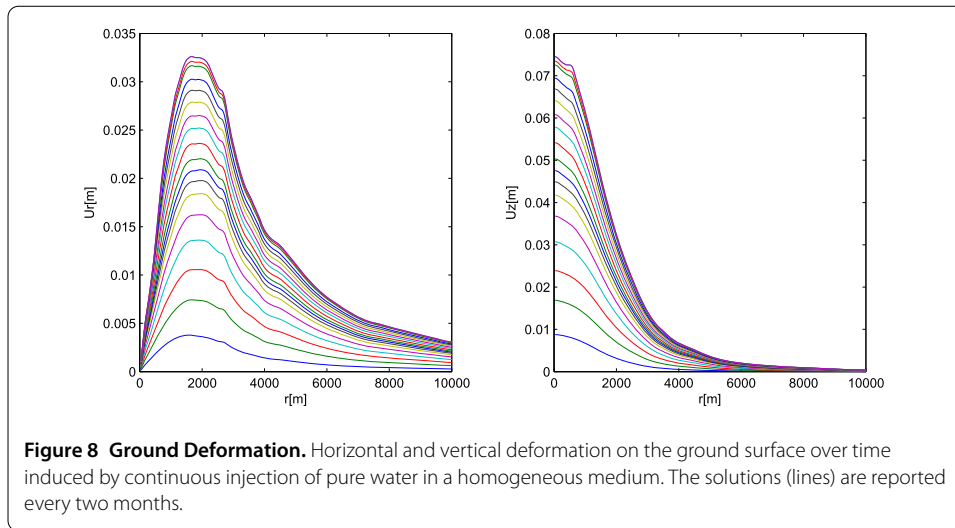 0.035
0.03
0.025
0.02
0.015
0.01
0.005
0
Ur[m]
0 2000 4000 6000 8000 10000
r[m]
0.08
0.07
0.06
0.05
0.04
0.03
0.02
0.01
0
Uz[m]
0 2000 4000 6000 8000 10000
r[m]
Figure 8 Ground Deformation. Horizontal and vertical deformation on the ground surface over time
induced by continuous injection of pure water in a homogeneous medium. The solutions (lines) are reported
every two months.